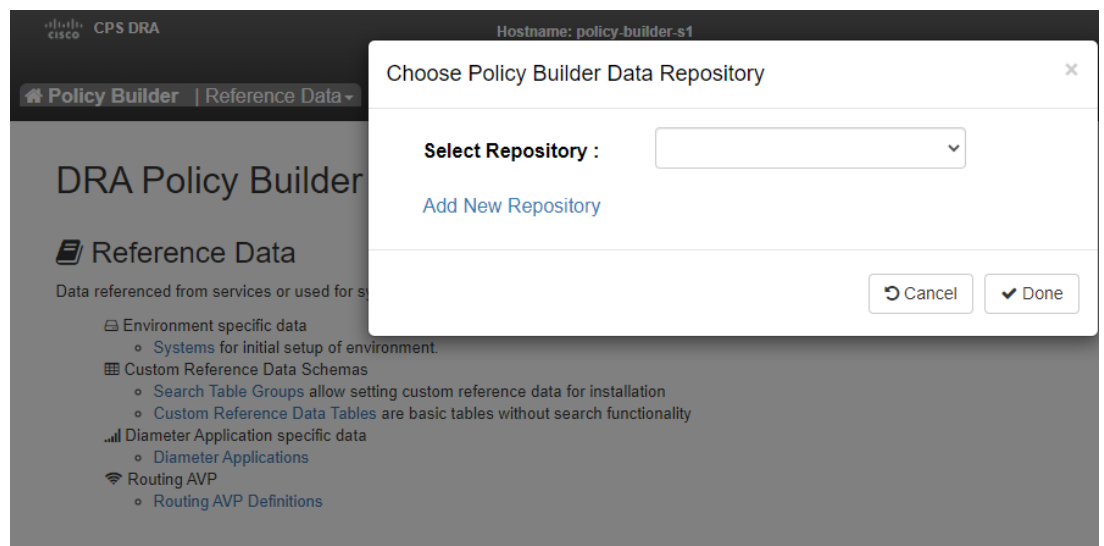 CISCO CPS DRA
Hostname: policy-builder-s1
Policy Builder | Reference Data
Choose Policy Builder Data Repository ×
Select Repository :
Add New Repository
Cancel Done
DRA Policy Builder
Reference Data
Data referenced from services or used for s
Environment specific data
Systems for initial setup of environment.
Custom Reference Data Schemas
Search Table Groups allow setting custom reference data for installation
Custom Reference Data Tables are basic tables without search functionality
Diameter Application specific data
Diameter Applications
Routing AVP
Routing AVP Definitions